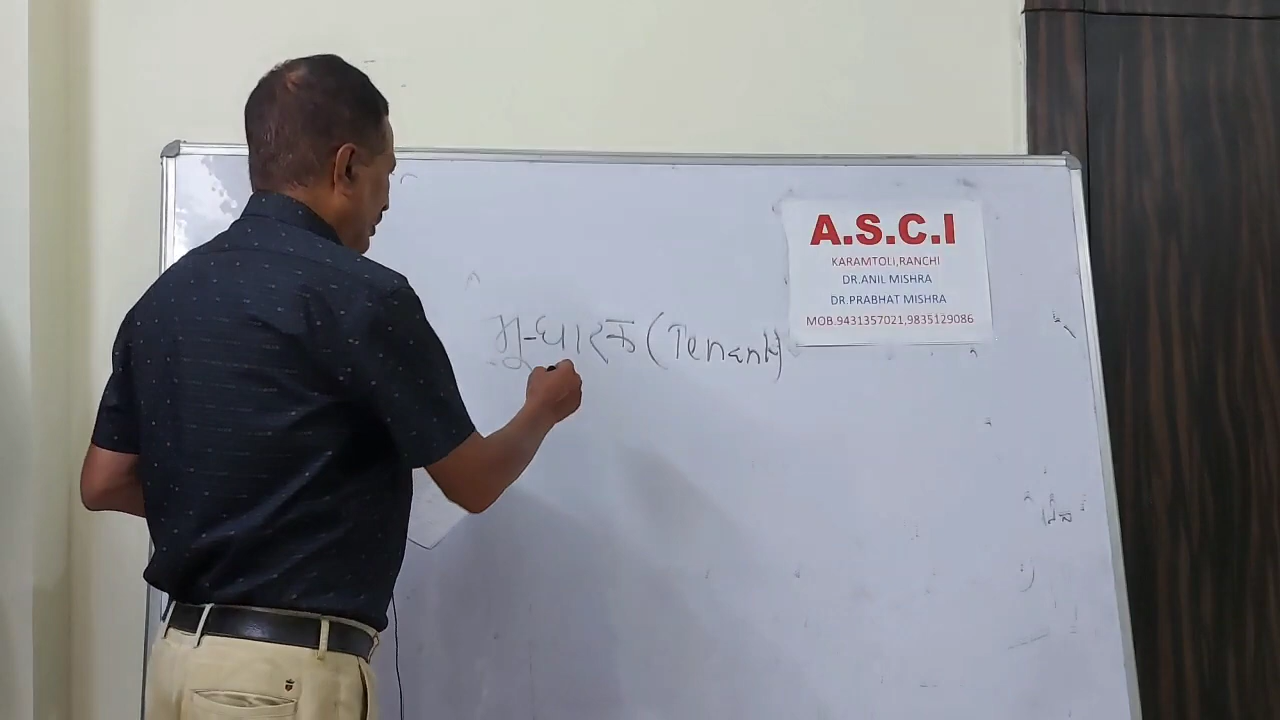 A.S.C.I
KARAMTOLI,RANCHI
DR.ANIL MISHRA
DR.PRABHAT MISHRA
MOB.9431357021,9835129086
भू-धारक (Tenant)